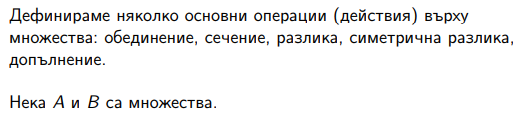 Дефинираме няколко основни операции (действия) върху
множества: обединение, сечение, разлика, симетрична разлика,
допълнение.
Нека A и B са множества.